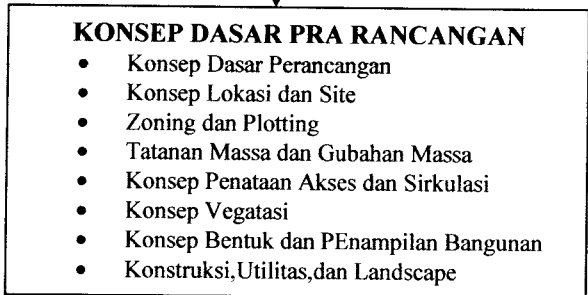 KONSEP DASAR PRA RANCANGAN
• Konsep Dasar Perancangan
• Konsep Lokasi dan Site
• Zoning dan Plotting
• Tatanan Massa dan Gubahan Massa
• Konsep Penataan Akses dan Sirkulasi
• Konsep Vegatasi
• Konsep Bentuk dan PEnampilan Bangunan
• Konstruksi,Utilitas,dan Landscape